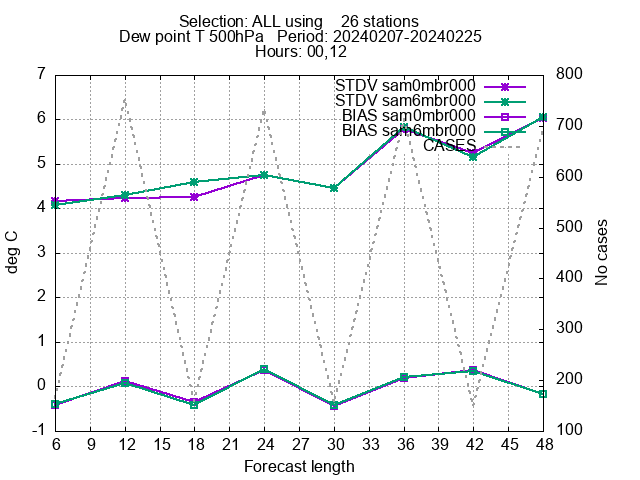 Selection: ALL using    26 stations
Dew point T 500hPa   Period: 20240207-20240225
Hours: 00,12
STDV sam0mbr000
STDV sam6mbr000
BIAS sam0mbr000
BIAS sam6mbr000
CASES
7
6
5
4
3
2
1
0
-1
deg C
800
700
600
500
400
300
200
100
No cases
6 9 12 15 18 21 24 27 30 33 36 39 42 45 48
Forecast length